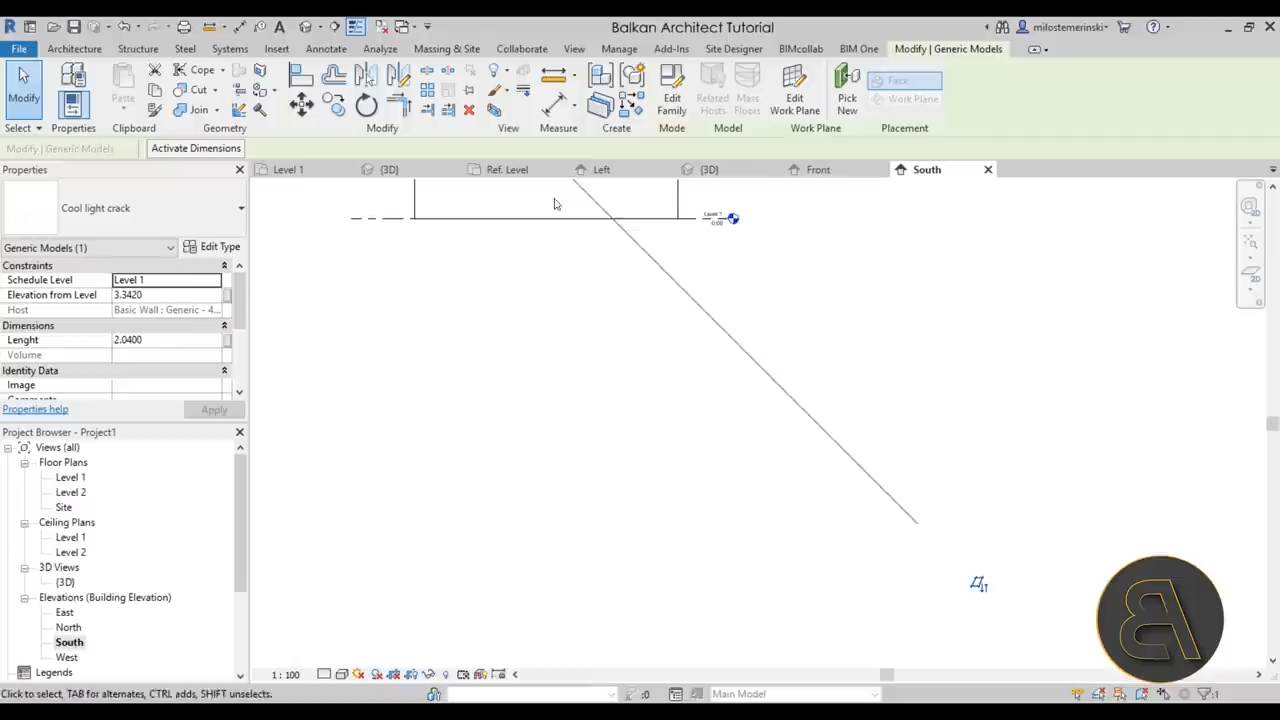 Balkan Architect Tutorial
milostemerinski
File Architecture Structure Steel Systems Insert Annotate Analyze Massing & Site Collaborate View Manage Add-Ins Site Designer BIMcollab BIM One Modify | Generic Models
Modify Paste Cope Cut Join Edit Family Related Hosts Mass Floors Edit Work Plane Pick New Face Work Plane
Select Properties Clipboard Geometry Modify View Measure Create Mode Model Work Plane Placement
Modify | Generic Models Activate Dimensions
Properties
Level 1 {3D} Ref. Level Left {3D} Front South
Cool light crack
Level 1
0.00
Generic Models (1) Edit Type
Constraints
Schedule Level Level 1
Elevation from Level 3.3420
Host Basic Wall : Generic - 4...
Dimensions
Lenght 2.0400
Volume
Identity Data
Image
Comments
Properties help Apply
Project Browser - Project1
Views (all)
Floor Plans
Level 1
Level 2
Site
Ceiling Plans
Level 1
Level 2
3D Views
{3D}
Elevations (Building Elevation)
East
North
South
West
Legends
1 : 100
Click to select, TAB for alternates, CTRL adds, SHIFT unselects. :0 Main Model :1
2D
2D